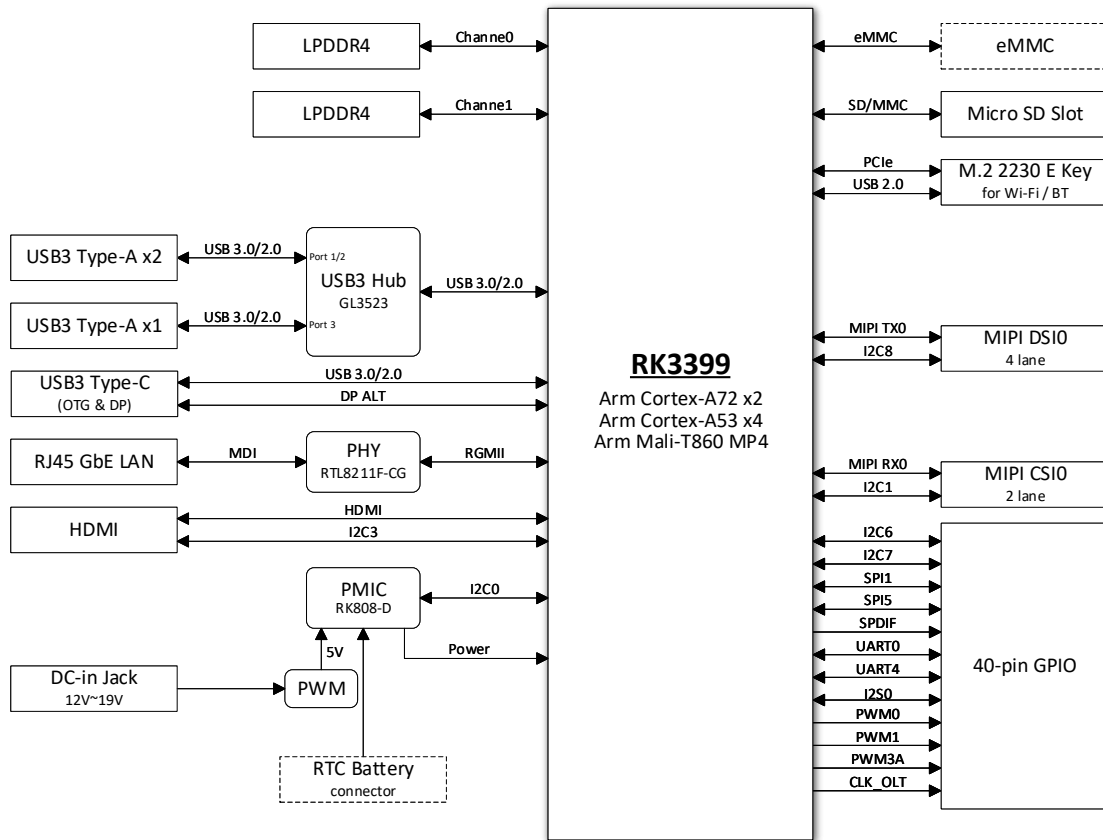 LPDDR4
Channe0
LPDDR4
Channe1
USB3 Type-A x2
USB 3.0/2.0
Port 1/2
USB3 Hub
GL3523
USB 3.0/2.0
USB3 Type-A x1
USB 3.0/2.0
Port 3
USB3 Type-C
(OTG & DP)
USB 3.0/2.0
DP ALT
RJ45 GbE LAN
MDI
PHY
RTL8211F-CG
RGMII
HDMI
HDMI
I2C3
PMIC
RK808-D
I2C0
Power
5V
DC-in Jack
12V~19V
PWM
RTC Battery
connector
RK3399
Arm Cortex-A72 x2
Arm Cortex-A53 x4
Arm Mali-T860 MP4
eMMC
eMMC
SD/MMC
Micro SD Slot
PCIe
USB 2.0
M.2 2230 E Key
for Wi-Fi / BT
MIPI TX0
I2C8
MIPI DSI0
4 lane
MIPI RX0
I2C1
MIPI CSI0
2 lane
I2C6
I2C7
SPI1
SPI5
SPDIF
UART0
UART4
I2S0
PWM0
PWM1
PWM3A
CLK_OLT
40-pin GPIO